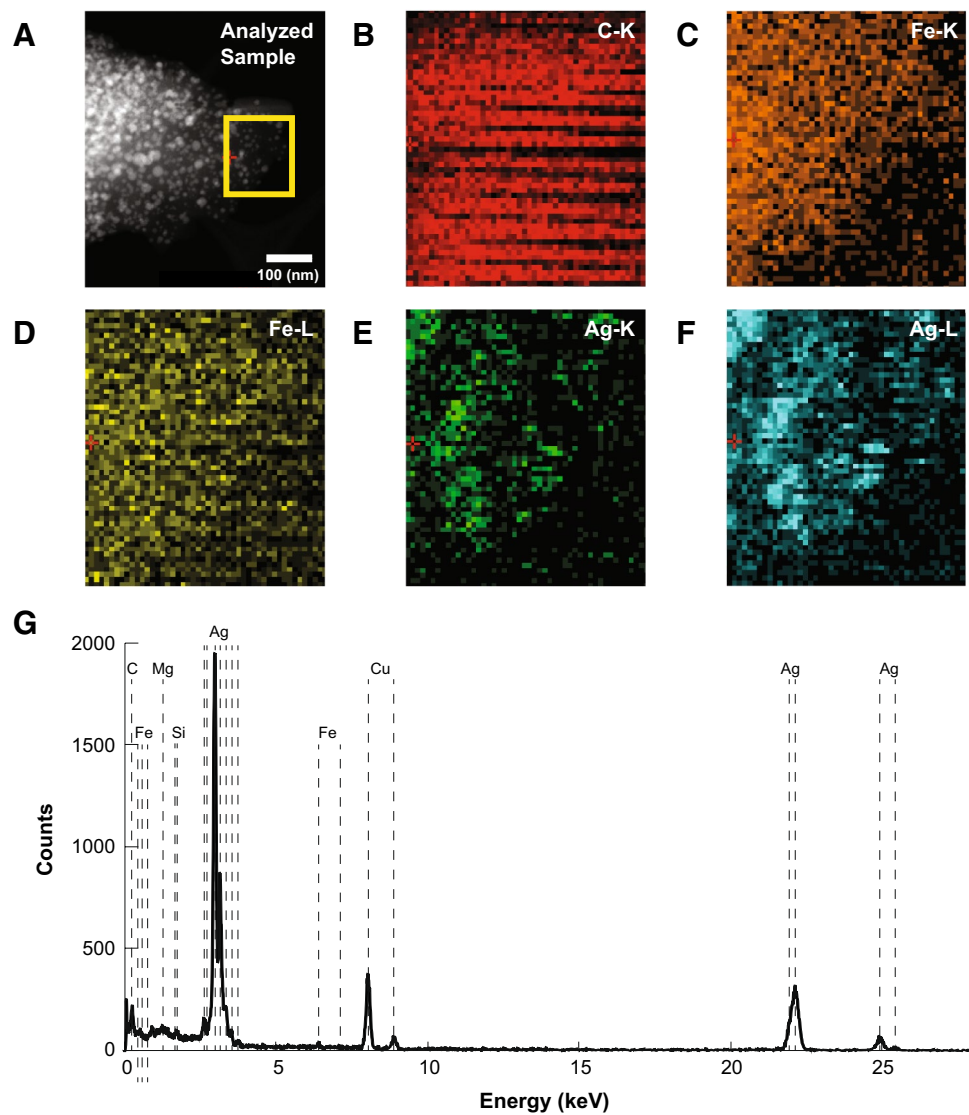 A
Analyzed
Sample
100 (nm)
B
C-K
C
Fe-K
D
Fe-L
E
Ag-K
F
Ag-L
G
2000
1500
1000
500
0
Counts
C
Fe
Mg
Si
Ag
Fe
Cu
Ag
Ag
0
5
10
15
20
25
Energy (keV)